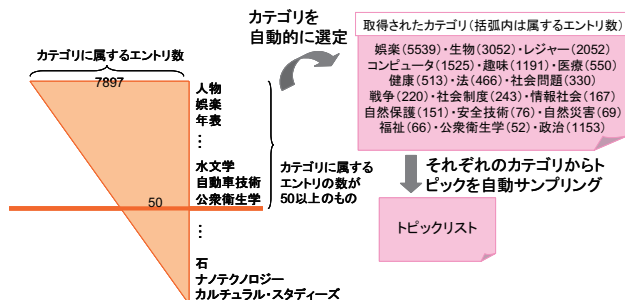 カテゴリに属するエントリ数
7897
人物
娯楽
年表
⋮
水文学
自動車技術
公衆衛生学
50
⋮
石
ナノテクノロジー
カルチュラル・スタディーズ
カテゴリに属する
エントリの数が
50以上のもの
カテゴリを
自動的に選定
取得されたカテゴリ(括弧内は属するエントリ数)
娯楽(5539)・生物(3052)・レジャー(2052)
コンピュータ(1525)・趣味(1191)・医療(550)
健康(513)・法(466)・社会問題(330)
戦争(220)・社会制度(243)・情報社会(167)
自然保護(151)・安全技術(76)・自然災害(69)
福祉(66)・公衆衛生学(52)・政治(1153)
それぞれのカテゴリからト
ピックを自動サンプリング
トピックリスト